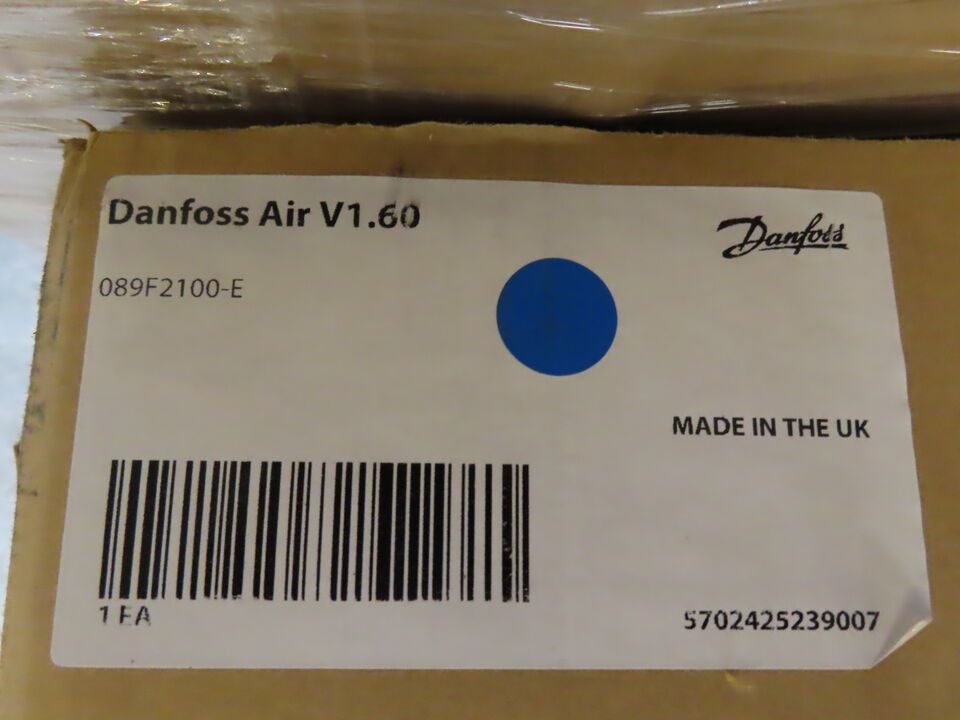 Danfoss Air V1.60
Danfoss
089F2100-E
MADE IN THE UK
1 EA
5702425239007